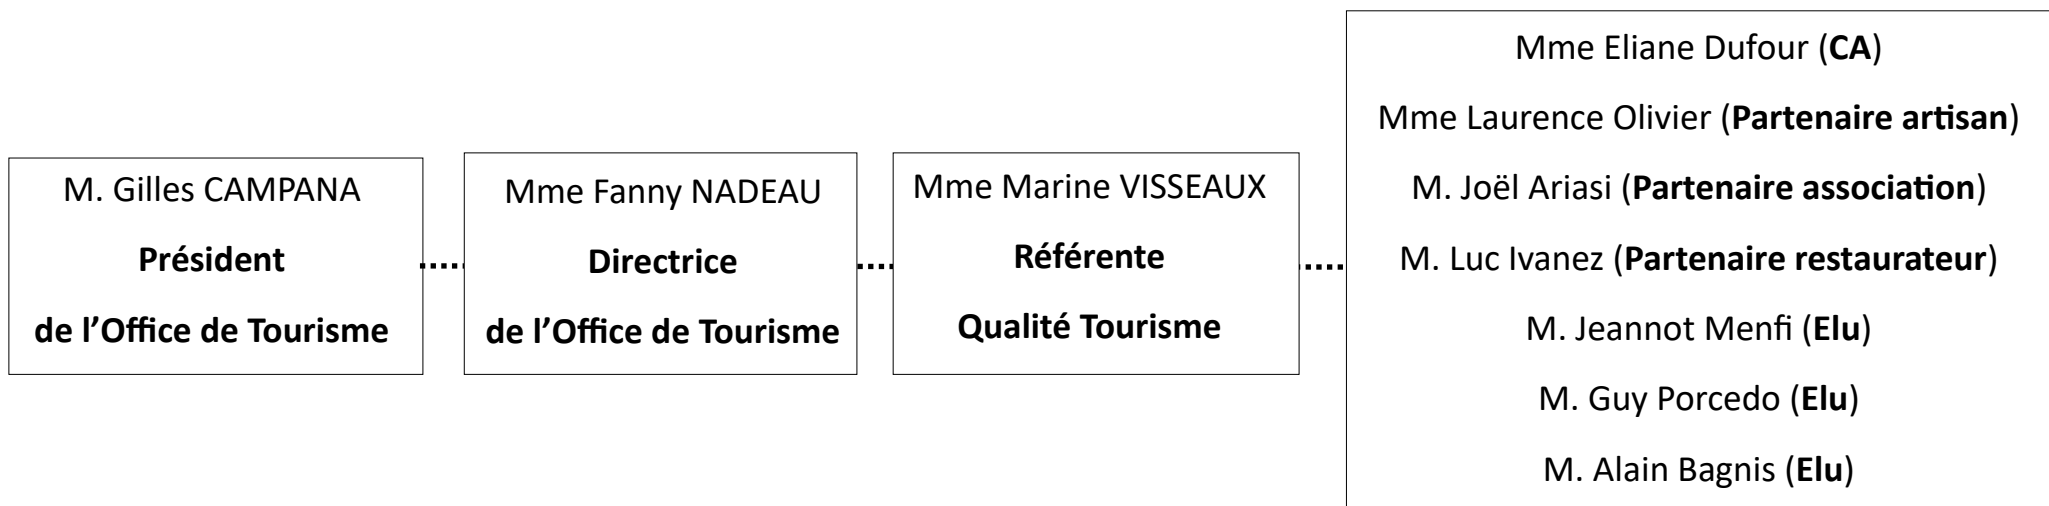 M. Gilles CAMPANA
Président
de l’Office de Tourisme
Mme Fanny NADEAU
Directrice
de l’Office de Tourisme
Mme Marine VISSEAUX
Référente
Qualité Tourisme
Mme Eliane Dufour (CA)
Mme Laurence Olivier (Partenaire artisan)
M. Joël Ariasi (Partenaire association)
M. Luc Ivanez (Partenaire restaurateur)
M. Jeannot Menfi (Elu)
M. Guy Porcedo (Elu)
M. Alain Bagnis (Elu)